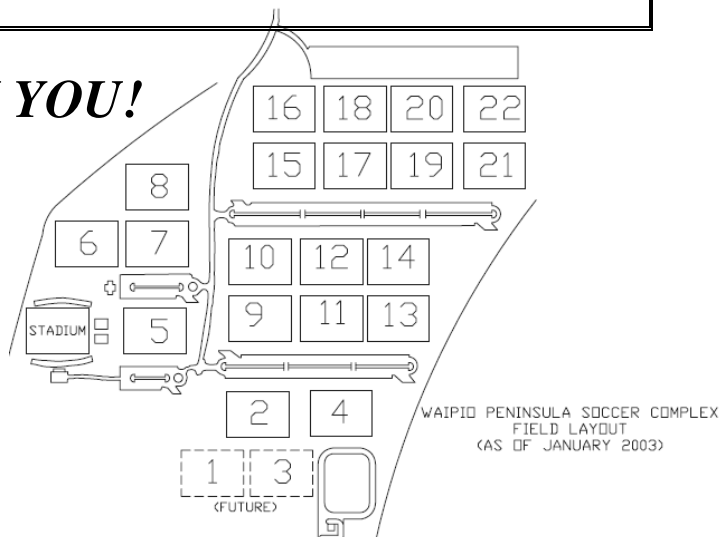 YOU!
16 18 20 22
15 17 19 21
8
6 7
10 12 14
9 11 13
STADIUM
5
2 4
1 3
(FUTURE)
WAIPIO PENINSULA SOCCER COMPLEX
FIELD LAYOUT
(AS OF JANUARY 2003)